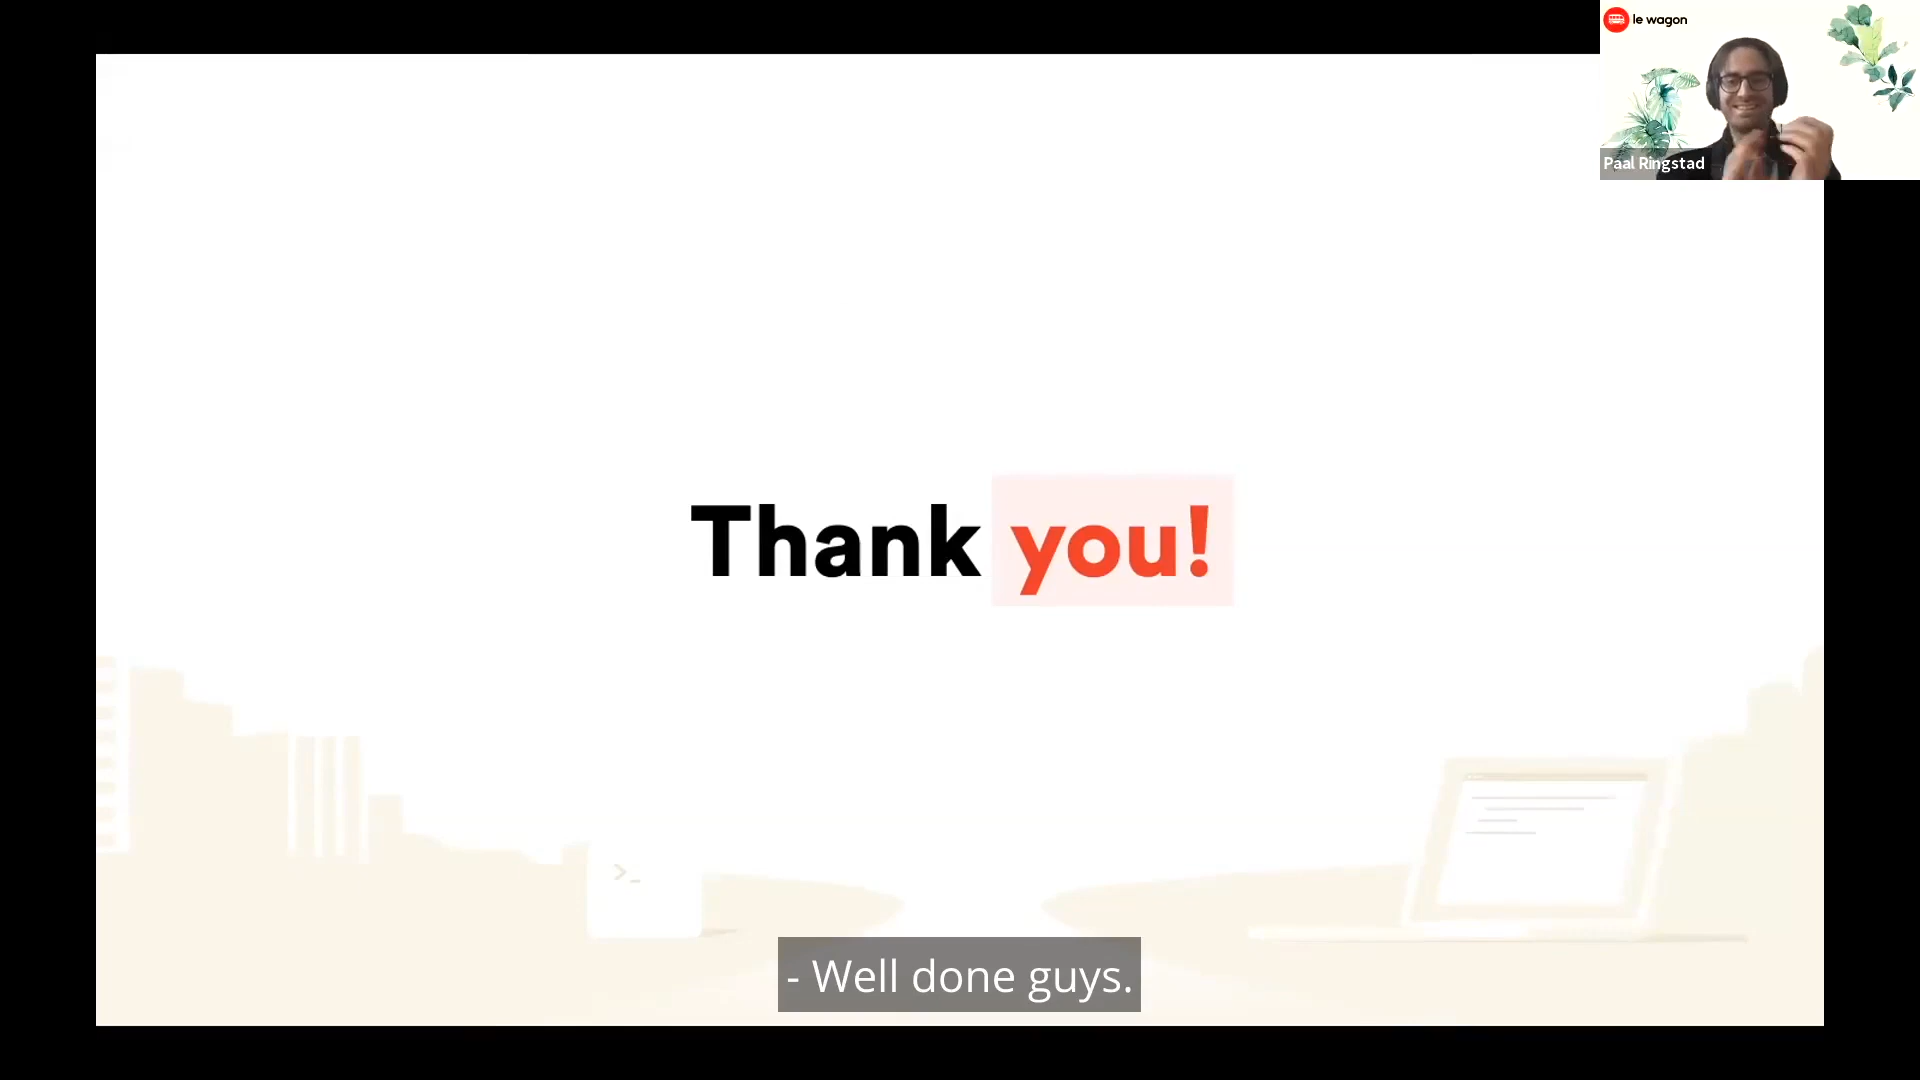 le wagon
Paal Ringstad
Thank you!
>_
- Well done guys.